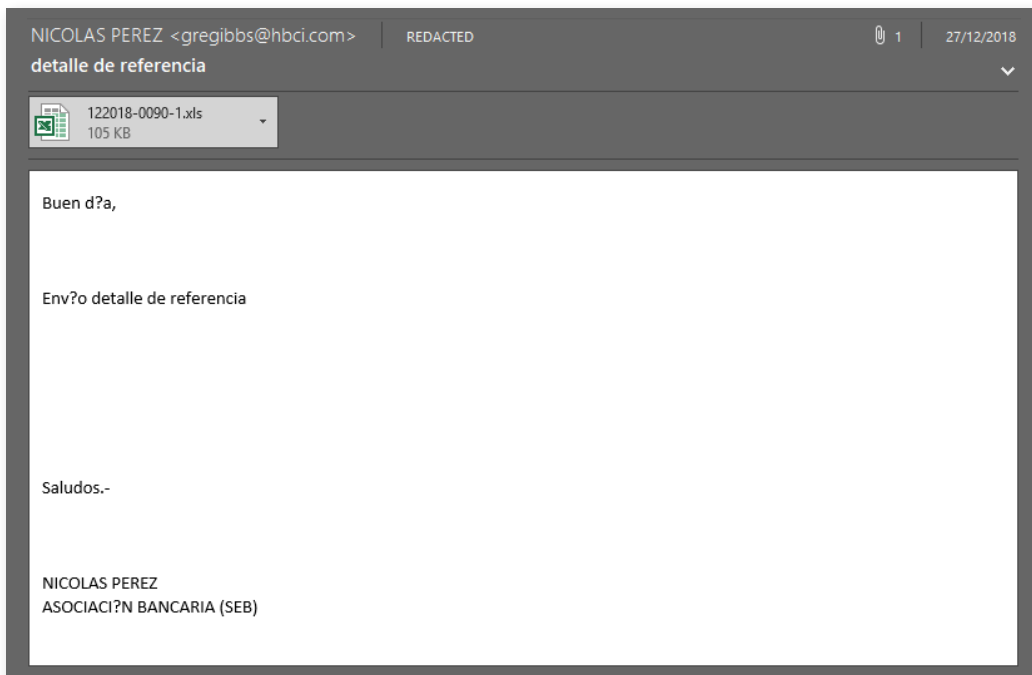 NICOLAS PEREZ <gregibbs@hbci.com> REDACTED 1 27/12/2018
detalle de referencia
122018-0090-1.xls
105 KB
Buen d?a,
Env?o detalle de referencia
Saludos.-
NICOLAS PEREZ
ASOCIACI?N BANCARIA (SEB)